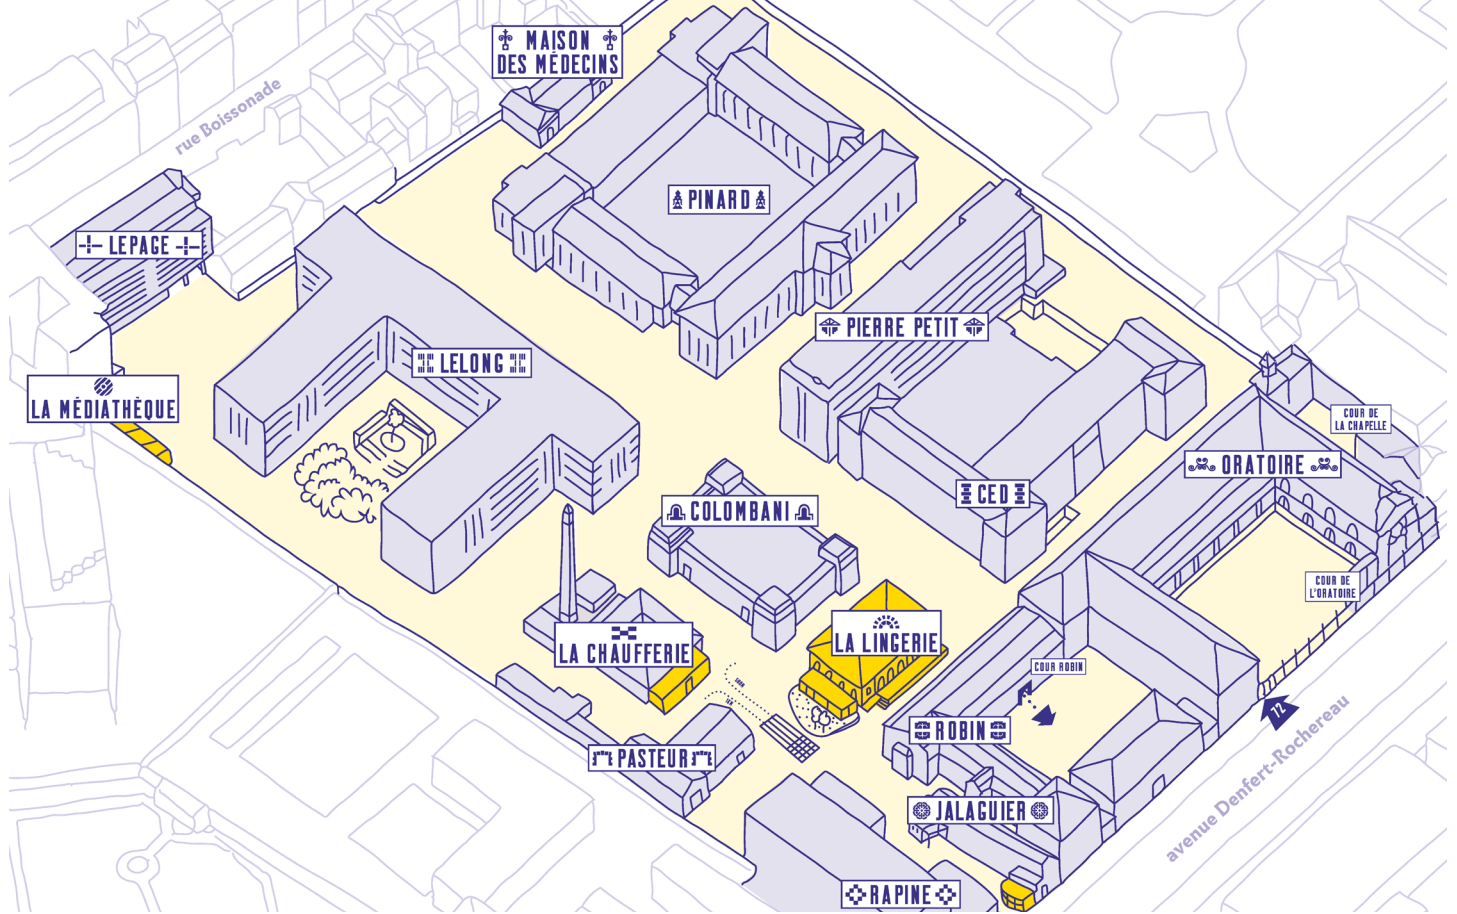 MAISON
DES MÉDECINS
rue Boissonade
PINARD
LEPAGE
PIERRE PETIT
LELONG
LA MÉDIATHÈQUE
COUR DE
LA CHAPELLE
ORATOIRE
CED
COLOMBANI
COUR DE
L'ORATOIRE
LA LINGERIE
LA CHAUFFERIE
COUR ROBIN
72
ROBIN
PASTEUR
avenue Denfert-Rochereau
JALAGUIER
RAPINE